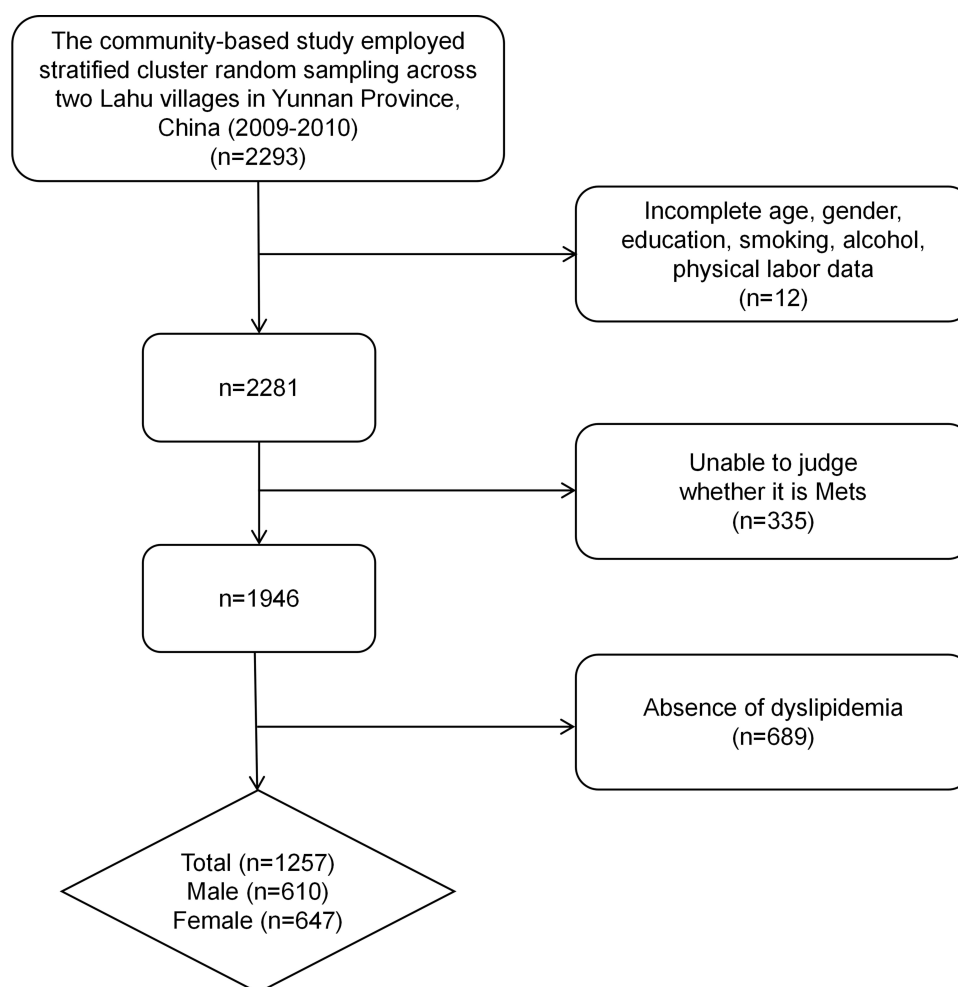 The community-based study employed
stratified cluster random sampling across
two Lahu villages in Yunnan Province,
China (2009-2010)
(n=2293)
Incomplete age, gender,
education, smoking, alcohol,
physical labor data
(n=12)
n=2281
Unable to judge
whether it is Mets
(n=335)
n=1946
Absence of dyslipidemia
(n=689)
Total (n=1257)
Male (n=610)
Female (n=647)